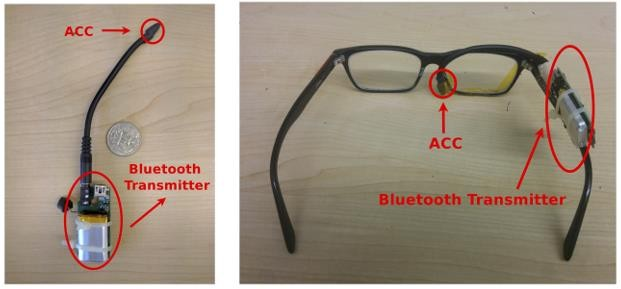 ACC
Bluetooth
Transmitter
ACC
Bluetooth Transmitter